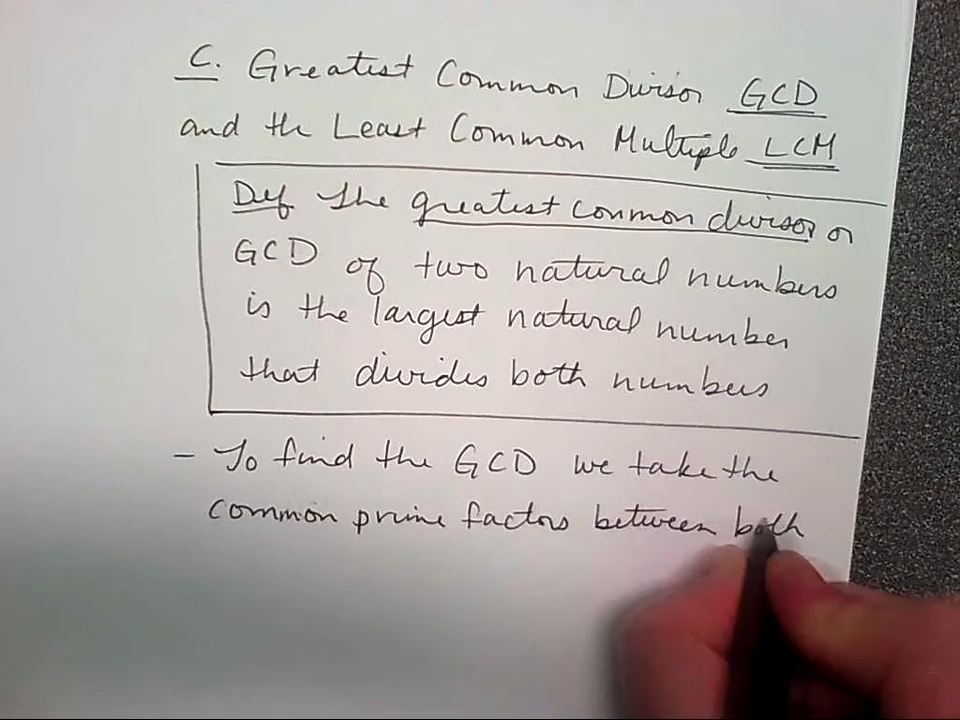 C. Greatest Common Divisor GCD
and the Least Common Multiple LCM
Def The greatest common divisor or
GCD of two natural numbers
is the largest natural number
that divides both numbers
- To find the GCD we take the
common prime factors between both